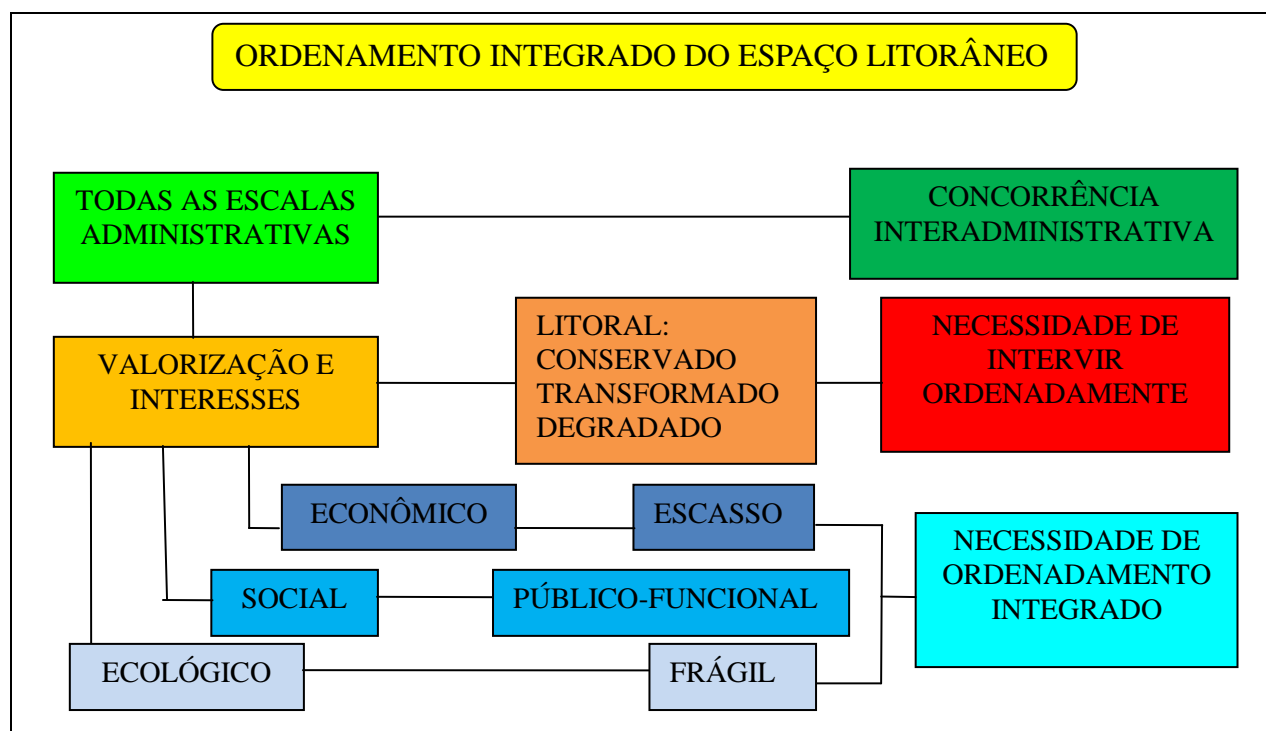 ORDENAMENTO INTEGRADO DO ESPAÇO LITORÂNEO
TODAS AS ESCALAS
ADMINISTRATIVAS
CONCORRÊNCIA
INTERADMINISTRATIVA
VALORIZAÇÃO E
INTERESSES
LITORAL:
CONSERVADO
TRANSFORMADO
DEGRADADO
NECESSIDADE DE
INTERVIR
ORDENADAMENTE
ECONÔMICO
ESCASSO
SOCIAL
PÚBLICO-FUNCIONAL
ECOLÓGICO
FRÁGIL
NECESSIDADE DE
ORDENADAMENTO
INTEGRADO